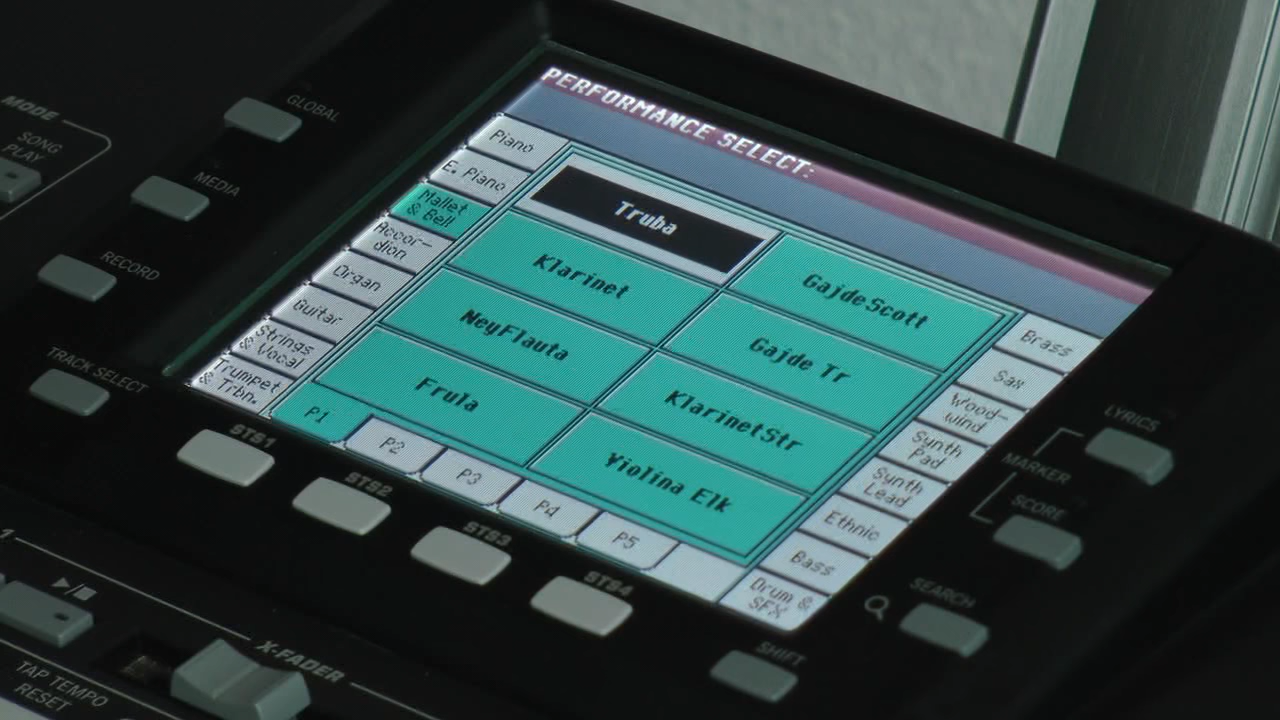 PERFORMANCE SELECT:
Piano
E. Piano
Mallet
& Bell
Accor-
dion
Organ
Guitar
Strings
& Vocal
Trumpet
& Trbn.
Truba
Klarinet
NeyFlauta
Frula
GajdeScott
Gajde Tr
KlarinetStr
Violina Elk
Brass
Sax
Wood-
wind
Synth
Pad
Synth
Lead
Ethnic
Bass
Drum &
SFX
P1
P2
P3
P4
P5
MODE
SONG
PLAY
GLOBAL
MEDIA
RECORD
TRACK SELECT
STS1
STS2
STS3
STS4
LYRICS
MARKER
SCORE
SEARCH
SHIFT
X-FADER
TAP TEMPO
RESET
1